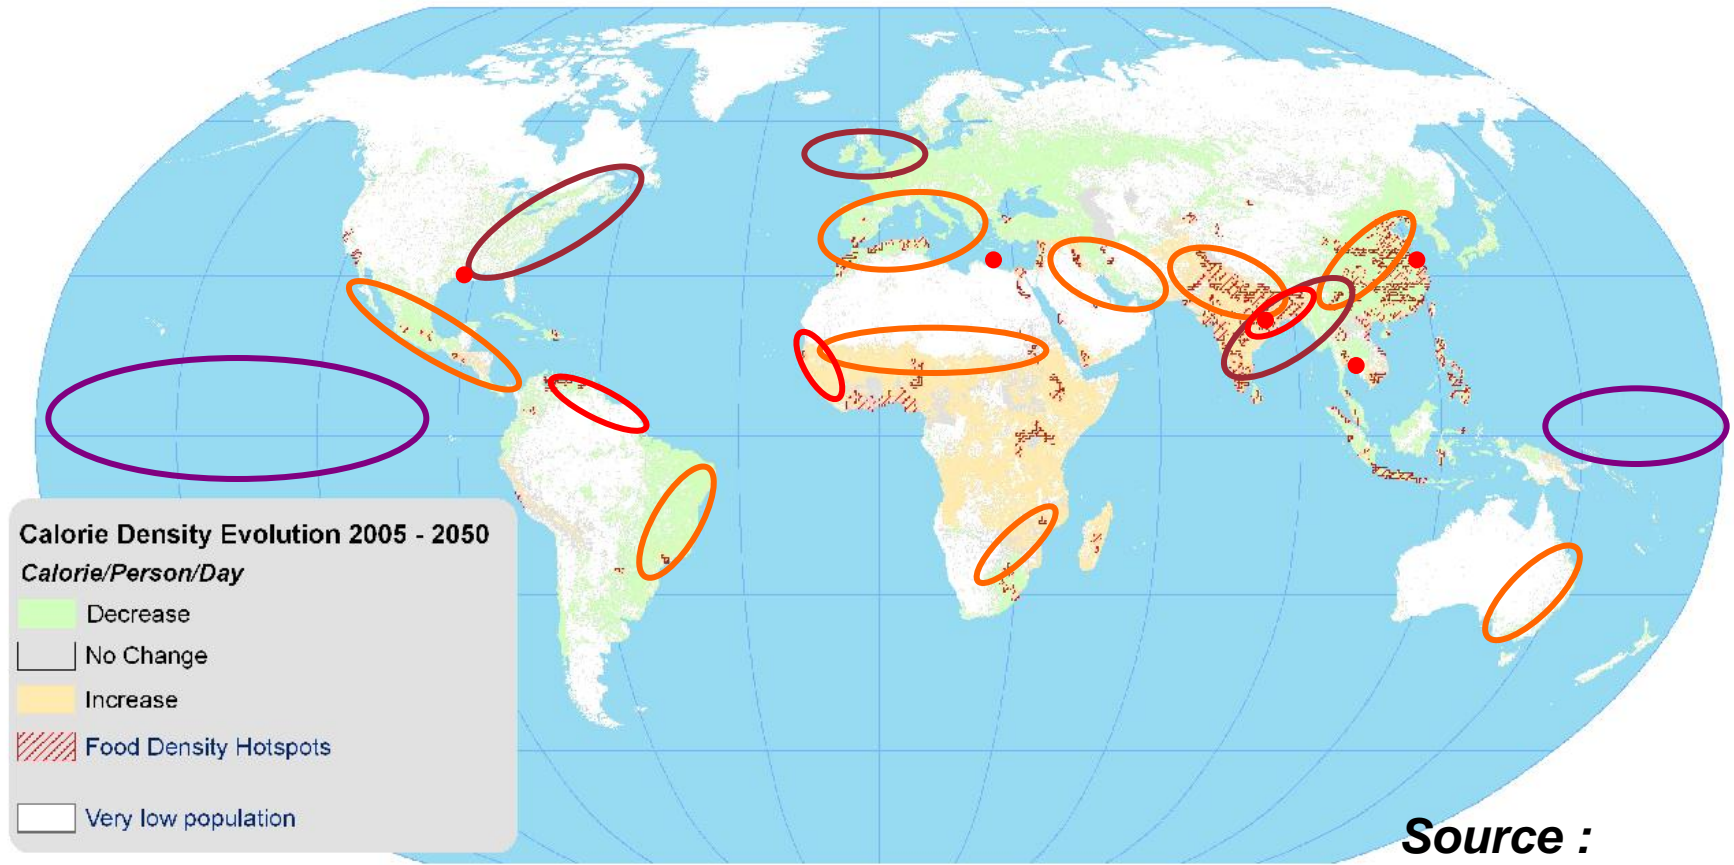 Calorie Density Evolution 2005 - 2050
Calorie/Person/Day
Decrease
No Change
Increase
Food Density Hotspots
Very low population
Source :